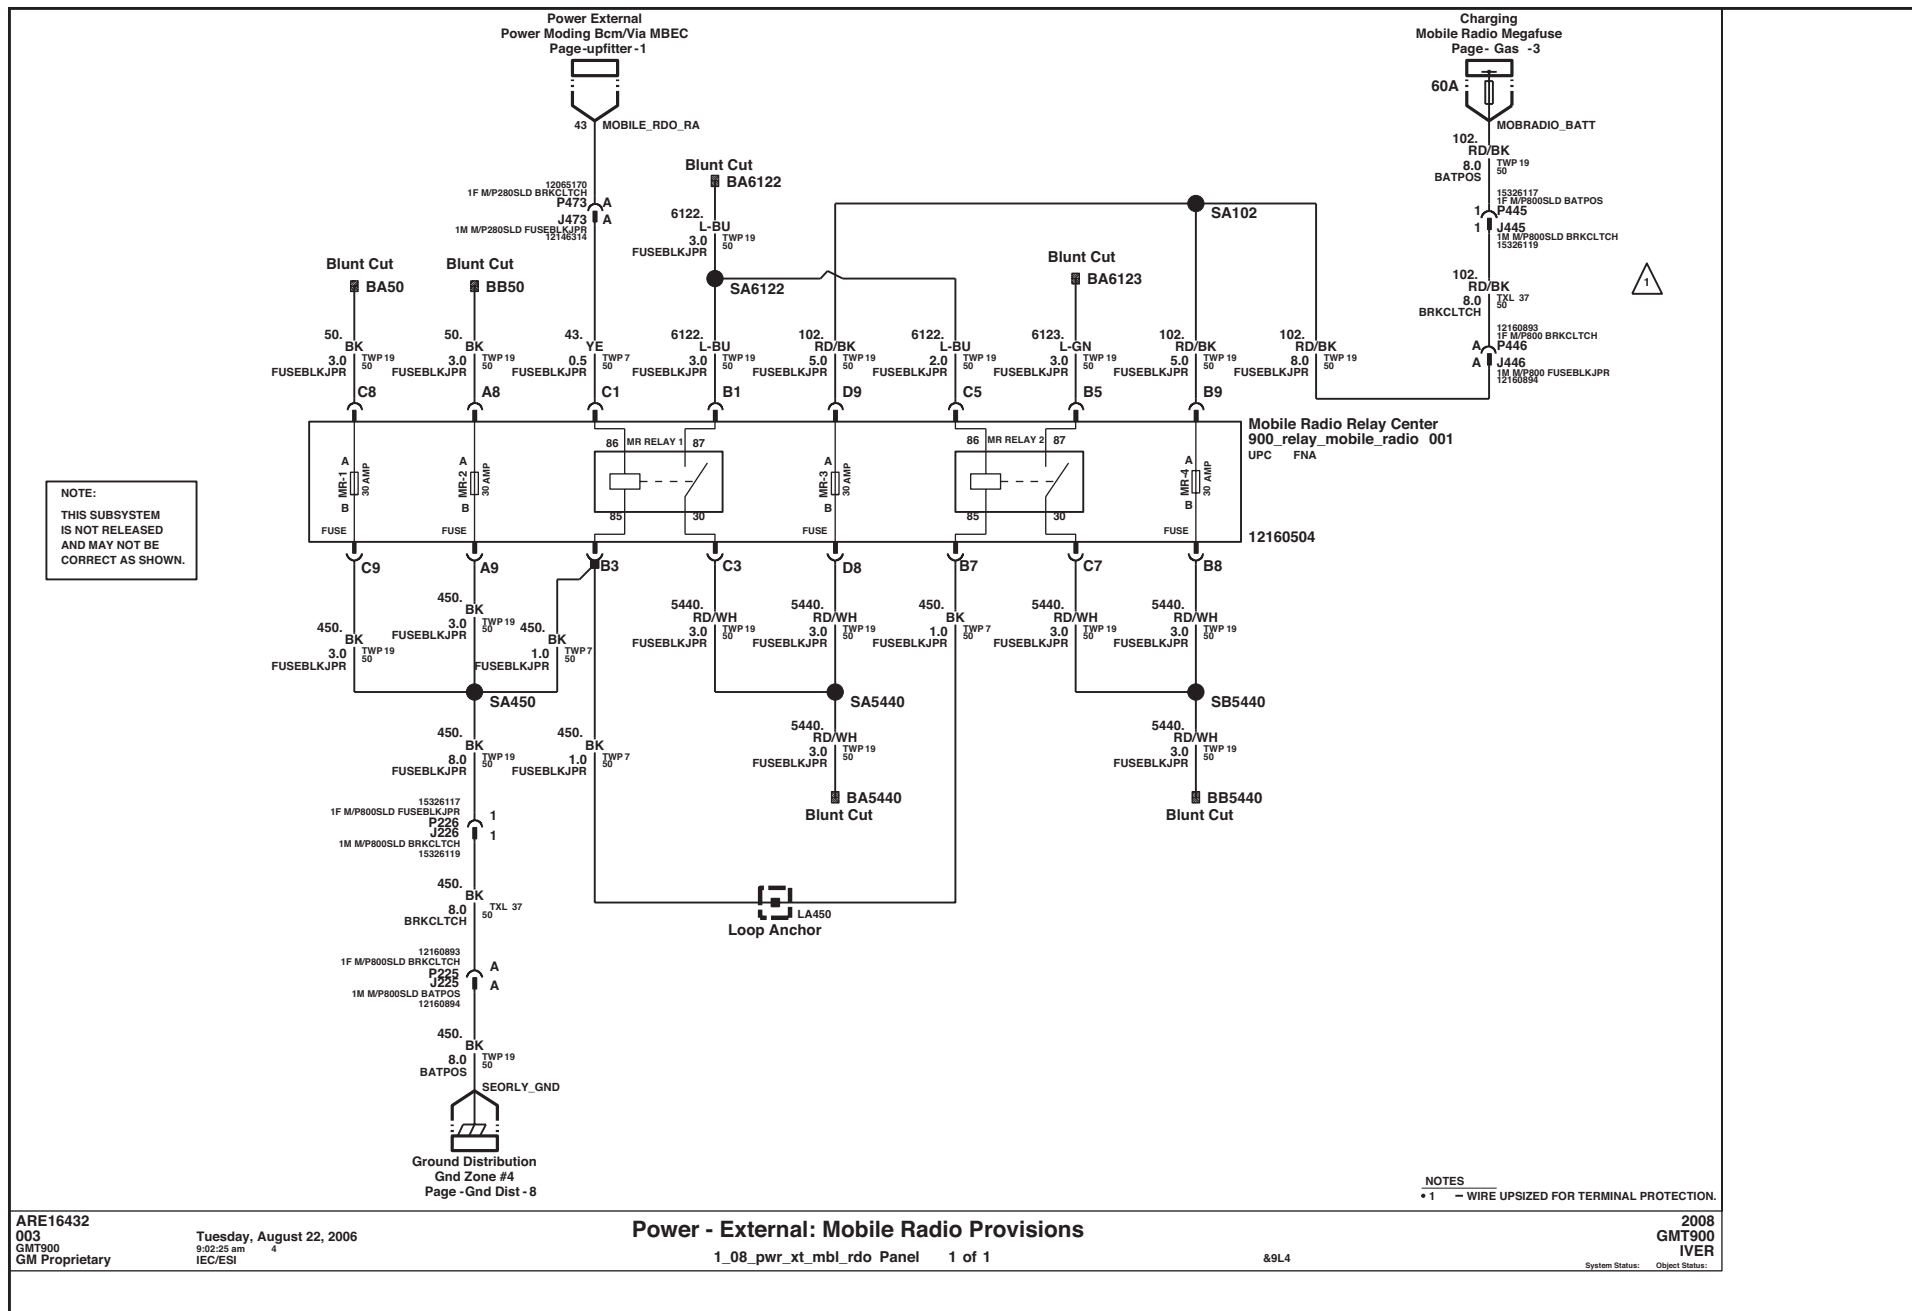 Power External
Power Moding Bcm/Via MBEC
Page-upfitter-1
43 MOBILE_RDO_RA
12065170
1F M/P280SLD BRKCLTCH
P473 A
J473 A
1M M/P280SLD FUSEBLKJPR
12146314
Charging
Mobile Radio Megafuse
Page- Gas -3
60A
MOBRADIO_BATT
102.
RD/BK
8.0 TWP 19
50
BATPOS
15326117
1F M/P800SLD BATPOS
1 P445
1 J445
1M M/P800SLD BRKCLTCH
15326119
102.
RD/BK
8.0 TXL 37
50
BRKCLTCH
12160893
1F M/P800 BRKCLTCH
A P446
A J446
1M M/P800 FUSEBLKJPR
12160894
1
Blunt Cut
BA6122
6122.
L-BU
3.0 TWP 19
50
FUSEBLKJPR
SA6122
SA102
Blunt Cut
BA50
Blunt Cut
BB50
Blunt Cut
BA6123
50.
BK
3.0 TWP 19
50
FUSEBLKJPR
C8
50.
BK
3.0 TWP 19
50
FUSEBLKJPR
A8
43.
YE
0.5 TWP 7
50
FUSEBLKJPR
C1
6122.
L-BU
3.0 TWP 19
50
FUSEBLKJPR
B1
102.
RD/BK
5.0 TWP 19
50
FUSEBLKJPR
D9
6122.
L-BU
2.0 TWP 19
50
FUSEBLKJPR
C5
6123.
L-GN
3.0 TWP 19
50
FUSEBLKJPR
B5
102.
RD/BK
5.0 TWP 19
50
FUSEBLKJPR
B9
102.
RD/BK
8.0 TWP 19
50
FUSEBLKJPR
Mobile Radio Relay Center
900_relay_mobile_radio 001
UPC FNA
12160504
A
MR-1
30 AMP
B
FUSE
A
MR-2
30 AMP
B
FUSE
86 MR RELAY 1 87
85 30
A
MR-3
30 AMP
B
FUSE
86 MR RELAY 2 87
85 30
A
MR-4
30 AMP
B
FUSE
NOTE:
THIS SUBSYSTEM
IS NOT RELEASED
AND MAY NOT BE
CORRECT AS SHOWN.
C9
A9
B3
C3
D8
B7
C7
B8
450.
BK
3.0 TWP 19
50
FUSEBLKJPR
450.
BK
3.0 TWP 19
50
FUSEBLKJPR
450.
BK
1.0 TWP 7
50
FUSEBLKJPR
5440.
RD/WH
3.0 TWP 19
50
FUSEBLKJPR
5440.
RD/WH
3.0 TWP 19
50
FUSEBLKJPR
450.
BK
1.0 TWP 7
50
FUSEBLKJPR
5440.
RD/WH
3.0 TWP 19
50
FUSEBLKJPR
5440.
RD/WH
3.0 TWP 19
50
FUSEBLKJPR
SA450
SA5440
SB5440
450.
BK
8.0 TWP 19
50
FUSEBLKJPR
450.
BK
1.0 TWP 7
50
FUSEBLKJPR
5440.
RD/WH
3.0 TWP 19
50
FUSEBLKJPR
BA5440
Blunt Cut
5440.
RD/WH
3.0 TWP 19
50
FUSEBLKJPR
BB5440
Blunt Cut
15326117
1F M/P800SLD FUSEBLKJPR
P226 1
J226 1
1M M/P800SLD BRKCLTCH
15326119
450.
BK
8.0 TXL 37
50
BRKCLTCH
LA450
Loop Anchor
12160893
1F M/P800SLD BRKCLTCH
P225 A
J225 A
1M M/P800SLD BATPOS
12160894
450.
BK
8.0 TWP 19
50
BATPOS
SEORLY_GND
Ground Distribution
Gnd Zone #4
Page -Gnd Dist - 8
NOTES
• 1 – WIRE UPSIZED FOR TERMINAL PROTECTION.
ARE16432
003
GMT900
GM Proprietary
Tuesday, August 22, 2006
9:02:25 am 4
IEC/ESI
Power - External: Mobile Radio Provisions
1_08_pwr_xt_mbl_rdo Panel 1 of 1
&9L4
2008
GMT900
IVER
System Status: Object Status: